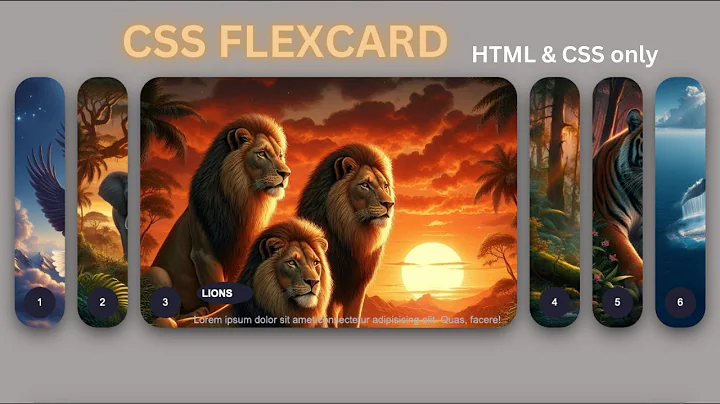 CSS FLEXCARD
HTML & CSS only
1
2
3
LIONS
Lorem ipsum dolor sit amet consectetur adipisicing elit. Quas, facere!
4
5
6